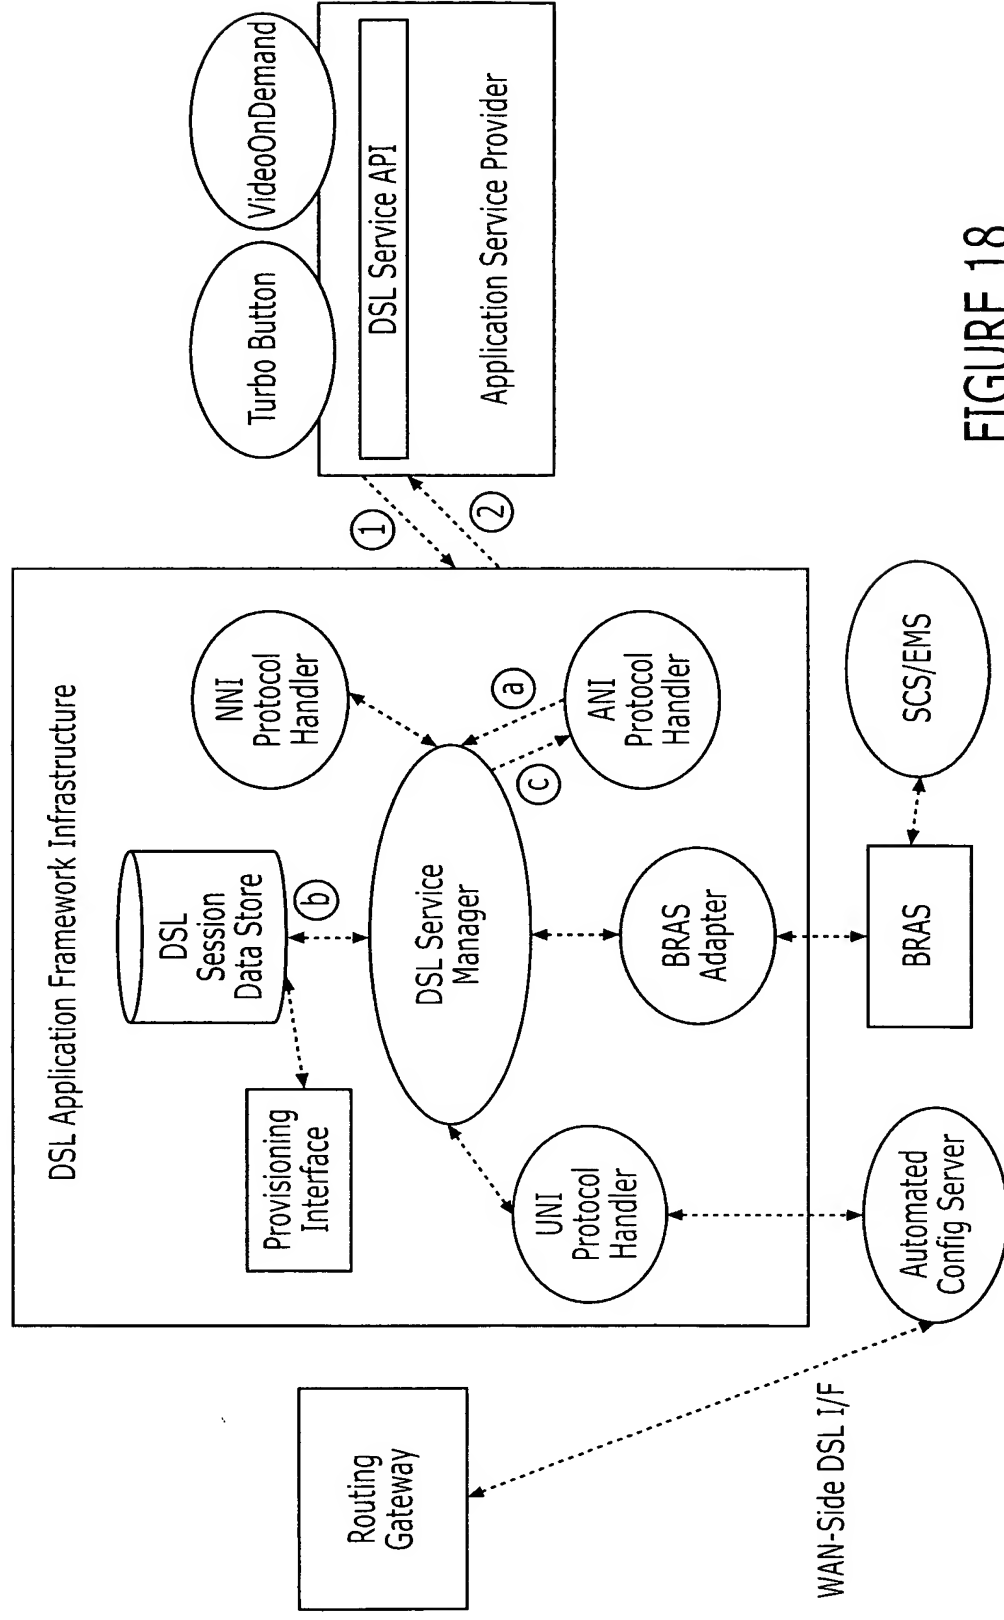 DSL Application Framework Infrastructure
Routing
Gateway
WAN-Side DSL I/F
Provisioning
Interface
DSL
Session
Data Store
b
NNI
Protocol
Handler
DSL Service
Manager
UNI
Protocol
Handler
BRAS
Adapter
a
c
ANI
Protocol
Handler
Automated
Config Server
BRAS
SCS/EMS
1
2
Turbo Button
VideoOnDemand
DSL Service API
Application Service Provider
FIGURE 18